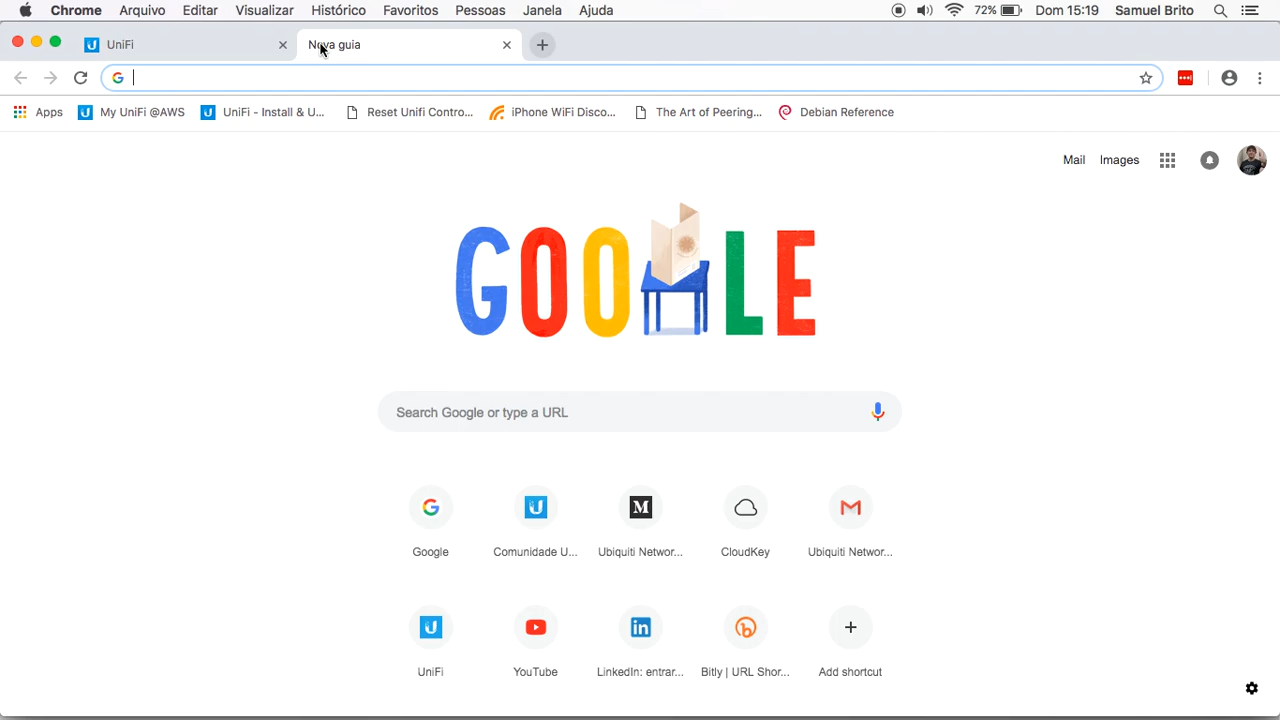 Chrome Arquivo Editar Visualizar Histórico Favoritos Pessoas Janela Ajuda 72% Dom 15:19 Samuel Brito
UniFi Nova guia
Apps My UniFi @AWS UniFi - Install & U... Reset Unifi Contro... iPhone WiFi Disco... The Art of Peering... Debian Reference
Mail Images
GOOGLE
Search Google or type a URL
Google Comunidade U... Ubiquiti Networ... CloudKey Ubiquiti Networ...
UniFi YouTube LinkedIn: entrar... Bitly | URL Shor... Add shortcut